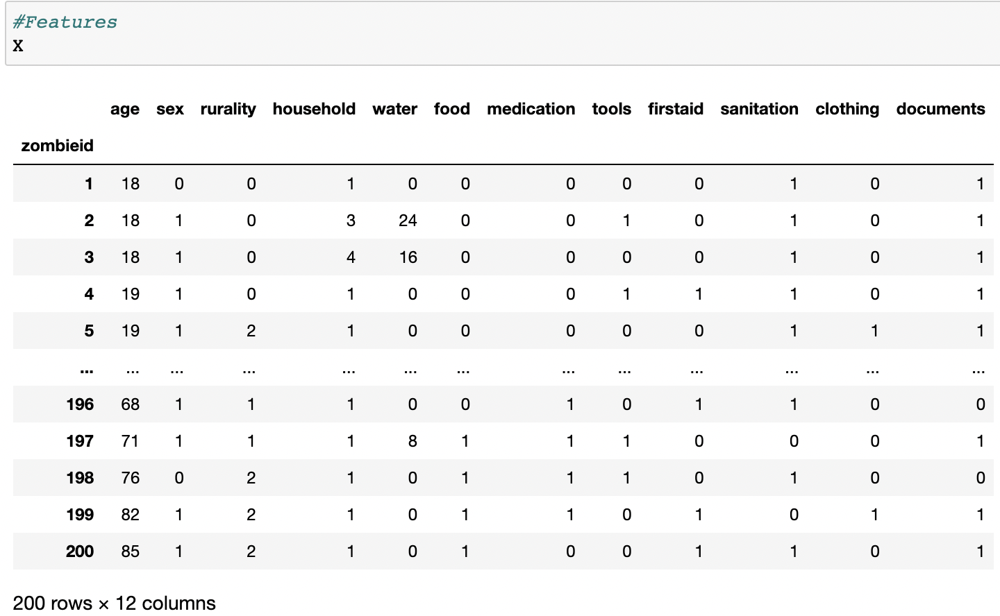 #Features
X
age sex rurality household water food medication tools firstaid sanitation clothing documents
zombieid
1 18 0 0 1 0 0 0 0 0 1 0 1
2 18 1 0 3 24 0 0 1 0 1 0 1
3 18 1 0 4 16 0 0 0 0 1 0 1
4 19 1 0 1 0 0 0 1 1 1 0 1
5 19 1 2 1 0 0 0 0 0 1 1 1
... ... ... ... ... ... ... ... ... ... ... ... ...
196 68 1 1 1 0 0 1 0 1 1 0 0
197 71 1 1 1 8 1 1 1 0 0 0 1
198 76 0 2 1 0 1 1 1 0 1 0 0
199 82 1 2 1 0 1 1 0 1 0 1 1
200 85 1 2 1 0 1 0 0 1 1 0 1
200 rows × 12 columns